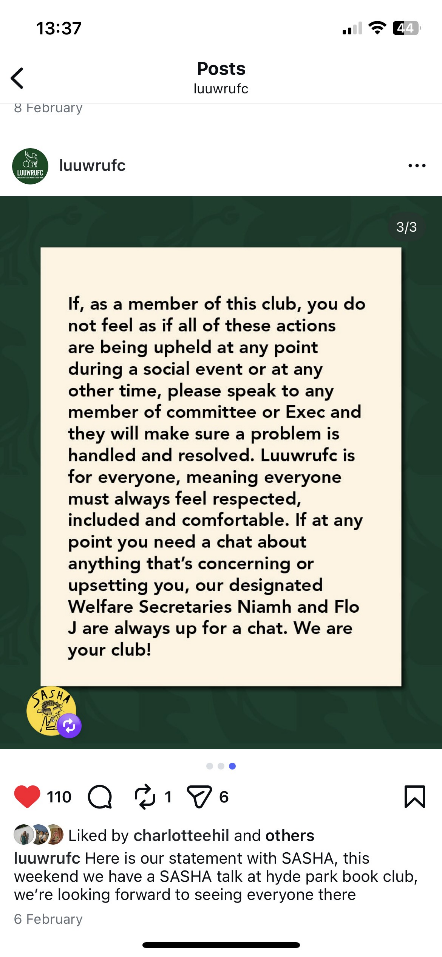 13:37
44
Posts
luuwrufc
8 February
LUUWRUFC
luuwrufc
3/3
If, as a member of this club, you do
not feel as if all of these actions
are being upheld at any point
during a social event or at any
other time, please speak to any
member of committee or Exec and
they will make sure a problem is
handled and resolved. Luuwrufc is
for everyone, meaning everyone
must always feel respected,
included and comfortable. If at any
point you need a chat about
anything that's concerning or
upsetting you, our designated
Welfare Secretaries Niamh and Flo
J are always up for a chat. We are
your club!
SASHA
110
1
6
Liked by charlotteehil and others
luuwrufc Here is our statement with SASHA, this
weekend we have a SASHA talk at hyde park book club,
we're looking forward to seeing everyone there
6 February